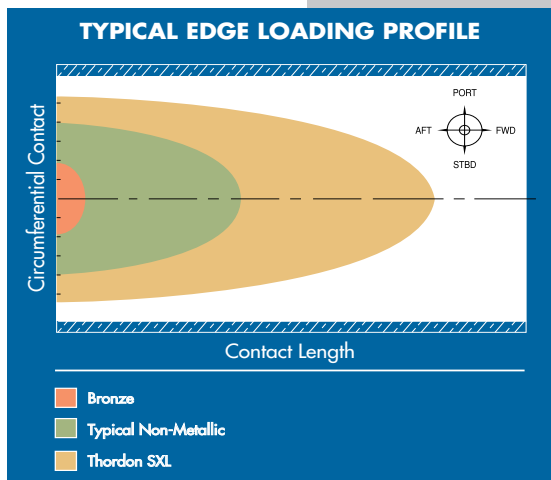 TYPICAL EDGE LOADING PROFILE
PORT
AFT
FWD
STBD
Circumferential Contact
Contact Length
Bronze
Typical Non-Metallic
Thordon SXL